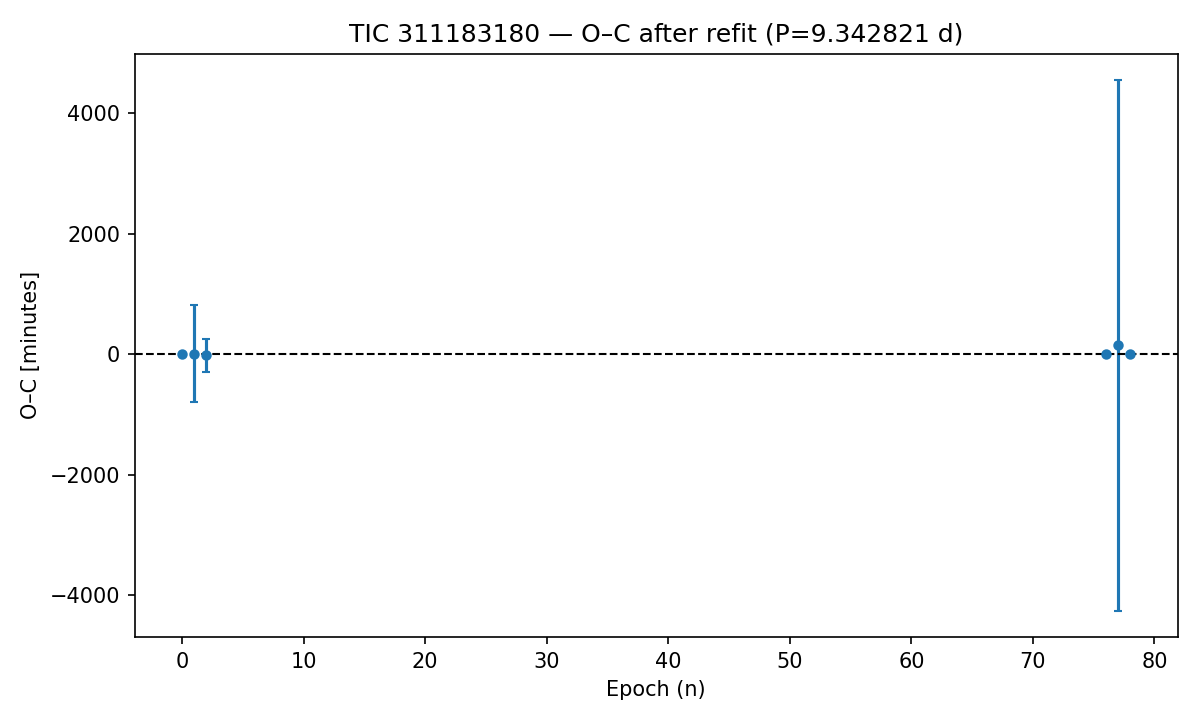 TIC 311183180 — O–C after refit (P=9.342821 d)
O–C [minutes]
4000
2000
0
−2000
−4000
0 10 20 30 40 50 60 70 80
Epoch (n)